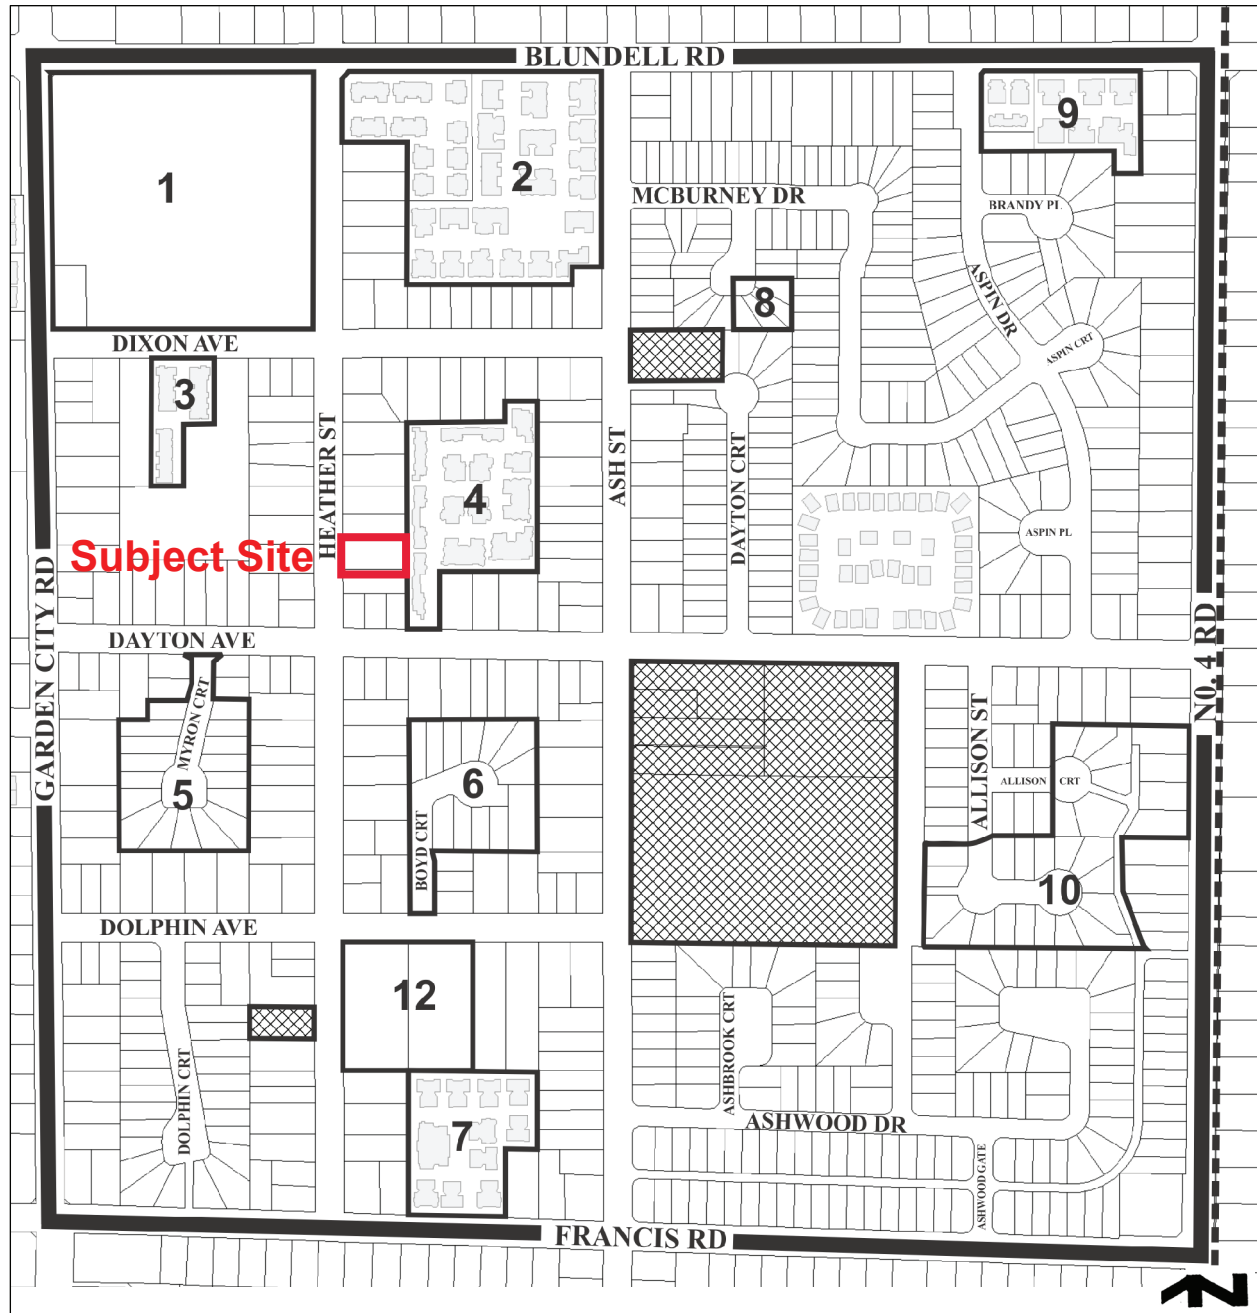 BLUNDELL RD
1
2
9
MCBURNEY DR
BRANDY PL
ASPIN DR
8
DIXON AVE
ASPIN CRT
3
HEATHER ST
ASH ST
DAYTON CRT
4
ASPIN PL
Subject Site
GARDEN CITY RD
N0. 4 RD
DAYTON AVE
MYRON CRT
ALLISON ST
ALLISON CRT
5
6
BOYD CRT
10
DOLPHIN AVE
12
ASHBROOK CRT
DOLPHIN CRT
7
ASHWOOD DR
ASHWOOD GATE
FRANCIS RD
N